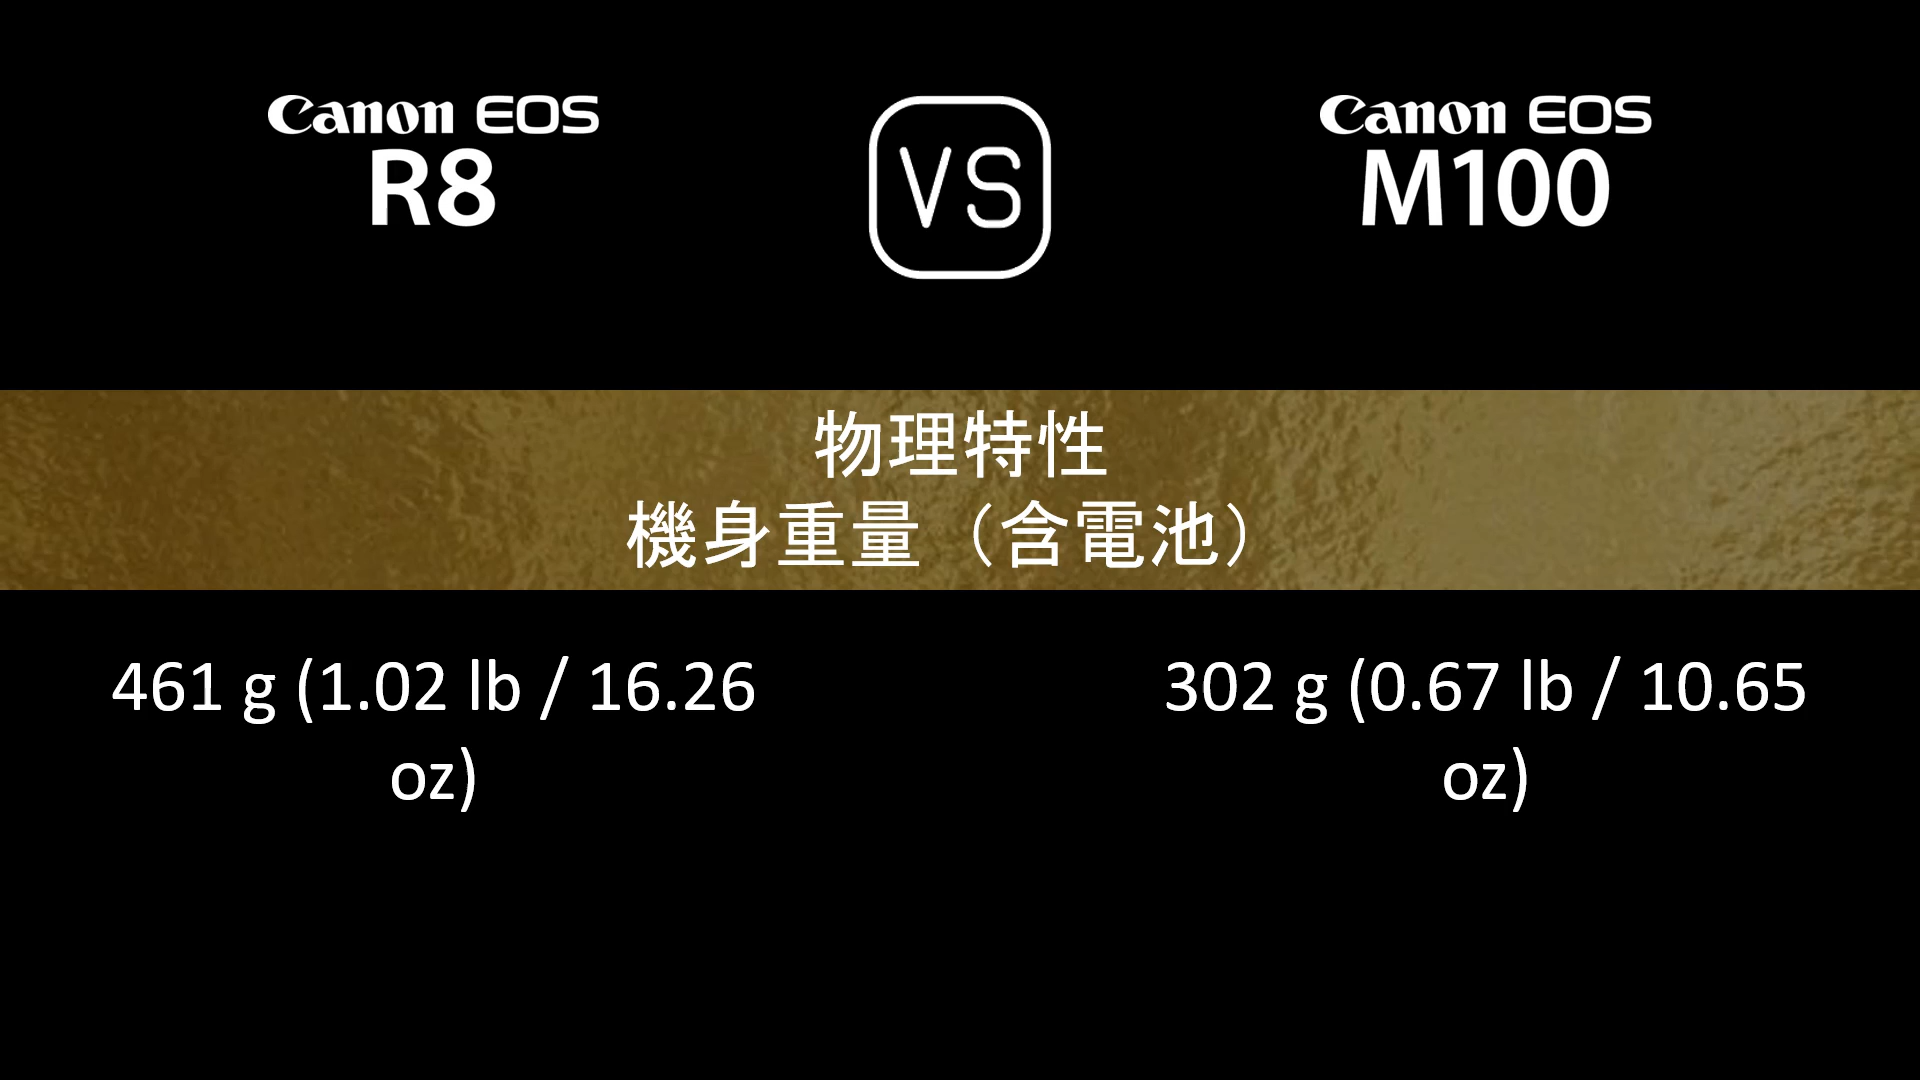 Canon EOS
R8
VS
Canon EOS
M100
物理特性
機身重量（含電池）
461 g (1.02 lb / 16.26
oz)
302 g (0.67 lb / 10.65
oz)